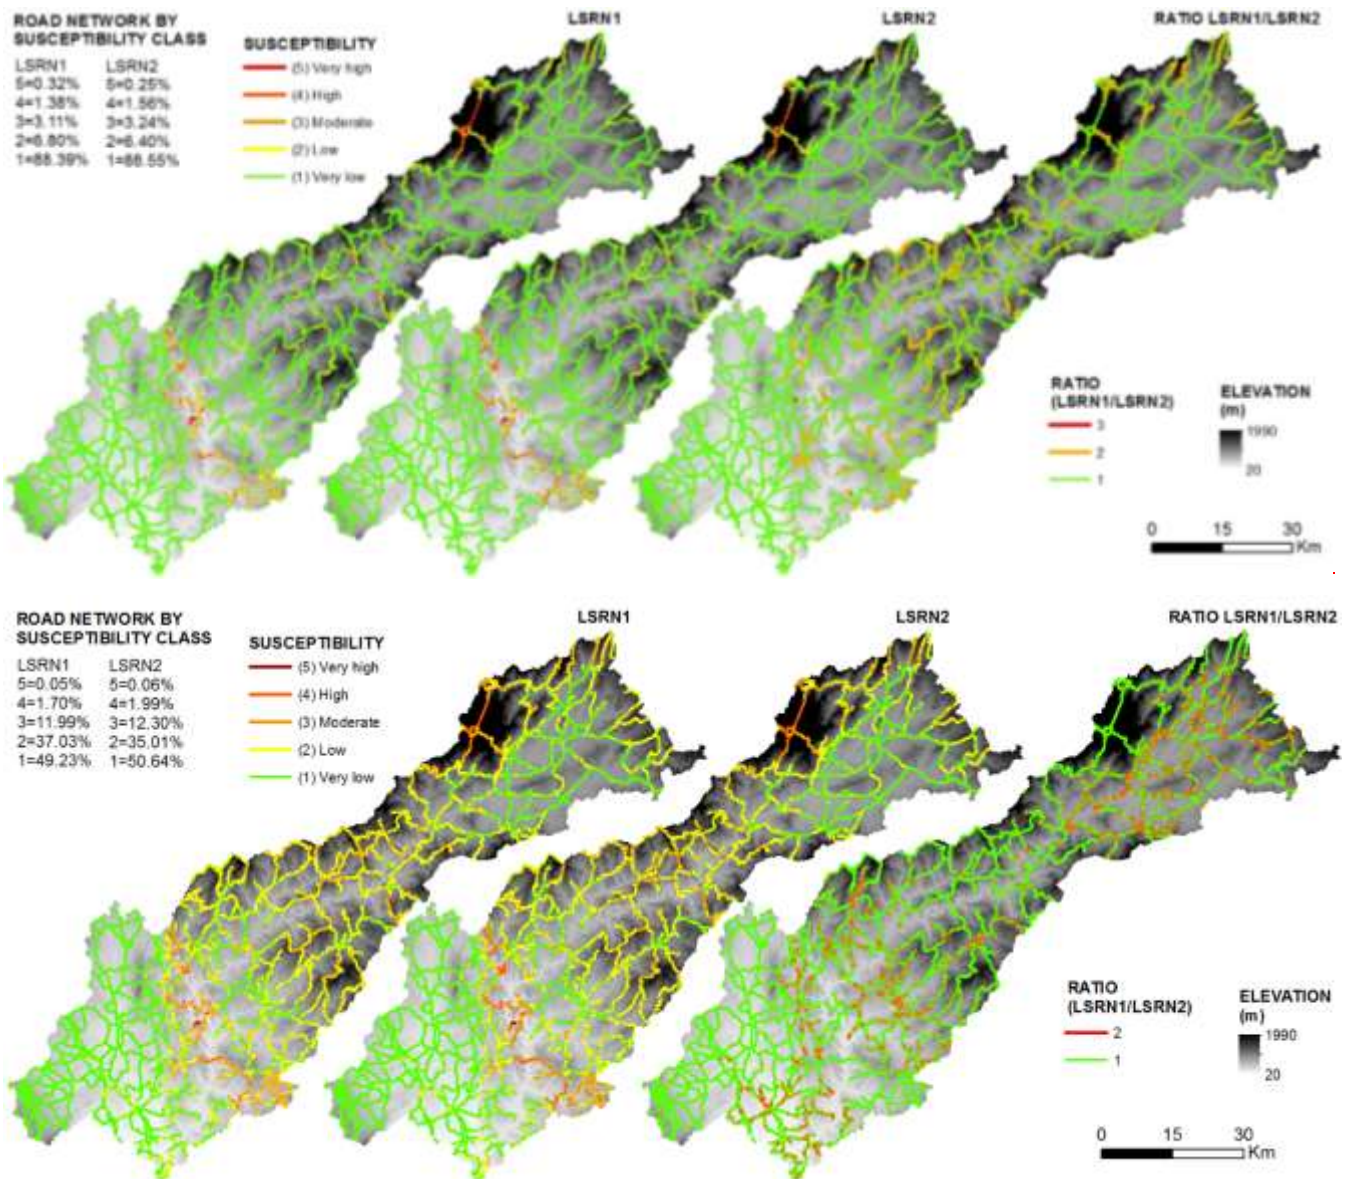 ROAD NETWORK BY
SUSCEPTIBILITY CLASS
LSRN1 LSRN2
5=0.32% 5=0.25%
4=1.38% 4=1.56%
3=3.11% 3=3.24%
2=6.80% 2=6.40%
1=88.39% 1=88.55%
SUSCEPTIBILITY
(5) Very high
(4) High
(3) Moderate
(2) Low
(1) Very low
LSRN1
LSRN2
RATIO LSRN1/LSRN2
RATIO
(LSRN1/LSRN2)
3
2
1
ELEVATION
(m)
1990
20
0 15 30
Km
ROAD NETWORK BY
SUSCEPTIBILITY CLASS
LSRN1 LSRN2
5=0.05% 5=0.06%
4=1.70% 4=1.99%
3=11.99% 3=12.30%
2=37.03% 2=35.01%
1=49.23% 1=50.64%
SUSCEPTIBILITY
(5) Very high
(4) High
(3) Moderate
(2) Low
(1) Very low
LSRN1
LSRN2
RATIO LSRN1/LSRN2
RATIO
(LSRN1/LSRN2)
2
1
ELEVATION
(m)
1990
20
0 15 30
Km